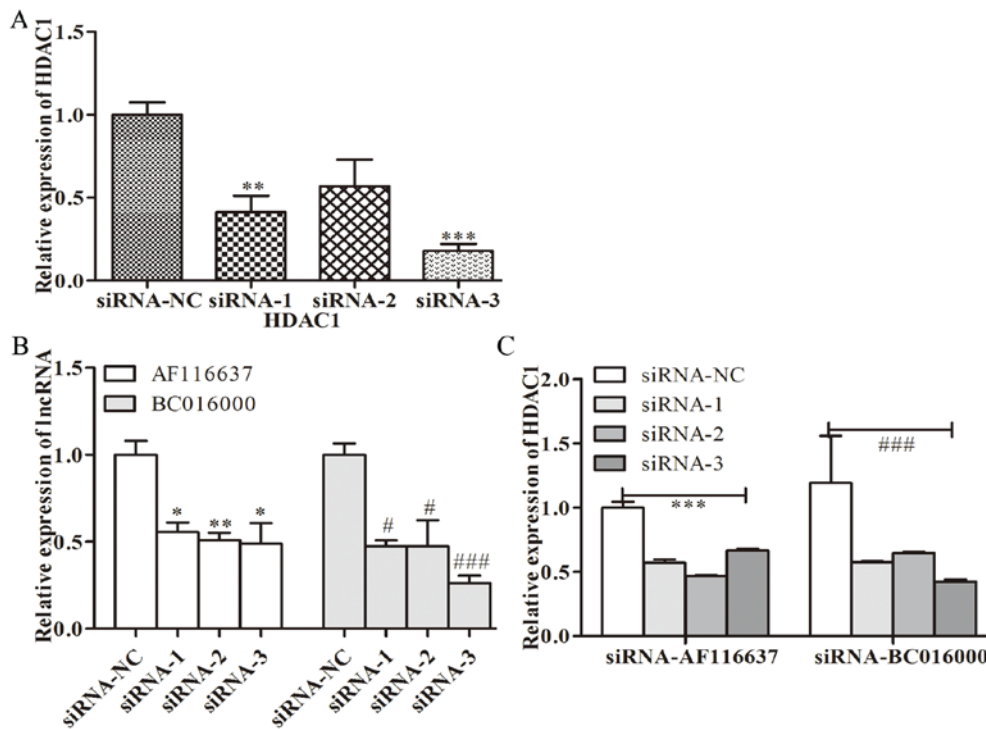 A
Relative expression of HDAC1
1.5
1.0
0.5
0.0
**
***
siRNA-NC siRNA-1 siRNA-2 siRNA-3
HDAC1
B
Relative expression of lncRNA
1.5
1.0
0.5
0.0
AF116637
BC016000
* ** * # # ###
siRNA-NC siRNA-1 siRNA-2 siRNA-3 siRNA-NC siRNA-1 siRNA-2 siRNA-3
C
Relative expression of HDAC1
2.0
1.5
1.0
0.5
0.0
siRNA-NC
siRNA-1
siRNA-2
siRNA-3
###
***
siRNA-AF116637 siRNA-BC016000